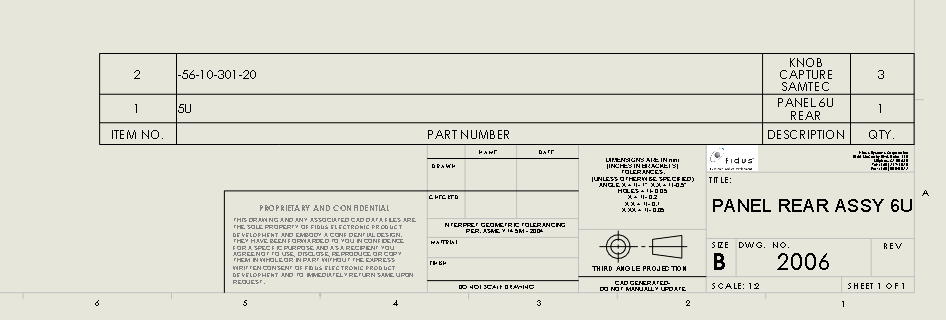 2 -56-10-301-20 KNOB CAPTURE SAMTEC 3
1 5U PANEL 6U REAR 1
ITEM NO. PART NUMBER DESCRIPTION QTY.
NAME DATE
DRAWN
CHECKED
INTERPRET GEOMETRIC TOLERANCING
PER: ASME Y14.5M - 2004
MATERIAL
FINISH
DO NOT SCALE DRAWING
PROPRIETARY AND CONFIDENTIAL
THIS DRAWING AND ANY ASSOCIATED CAD DATA FILES ARE
THE SOLE PROPERTY OF FIDUS ELECTRONIC PRODUCT
DEVELOPMENT AND EMBODY A CONFIDENTIAL DESIGN.
THEY HAVE BEEN FORWARDED TO YOU IN CONFIDENCE
FOR A SPECIFIC PURPOSE AND AS A RECIPIENT YOU
AGREE NOT TO USE, DISCLOSE, REPRODUCE OR COPY
THEM IN WHOLE OR IN PART WITHOUT THE EXPRESS
WRITTEN CONSENT OF FIDUS ELECTRONIC PRODUCT
DEVELOPMENT AND TO IMMEDIATELY RETURN SAME UPON
REQUEST.
DIMENSIONS ARE IN mm
(INCHES IN BRACKETS)
TOLERANCES:
(UNLESS OTHERWISE SPECIFIED)
THIRD ANGLE PROJECTION
CAD GENERATED-
DO NOT MANUALLY UPDATE
fidus
TITLE:
PANEL REAR ASSY 6U
SIZE DWG. NO. REV
B 2006
SCALE: 1:2 SHEET 1 OF 1
A
6 5 4 3 2 1